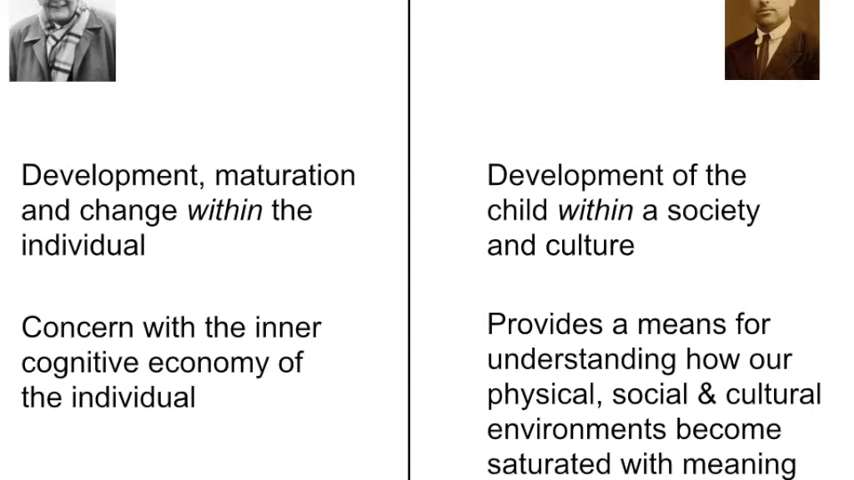 Development, maturation
and change within the
individual
Concern with the inner
cognitive economy of
the individual
Development of the
child within a society
and culture
Provides a means for
understanding how our
physical, social & cultural
environments become
saturated with meaning